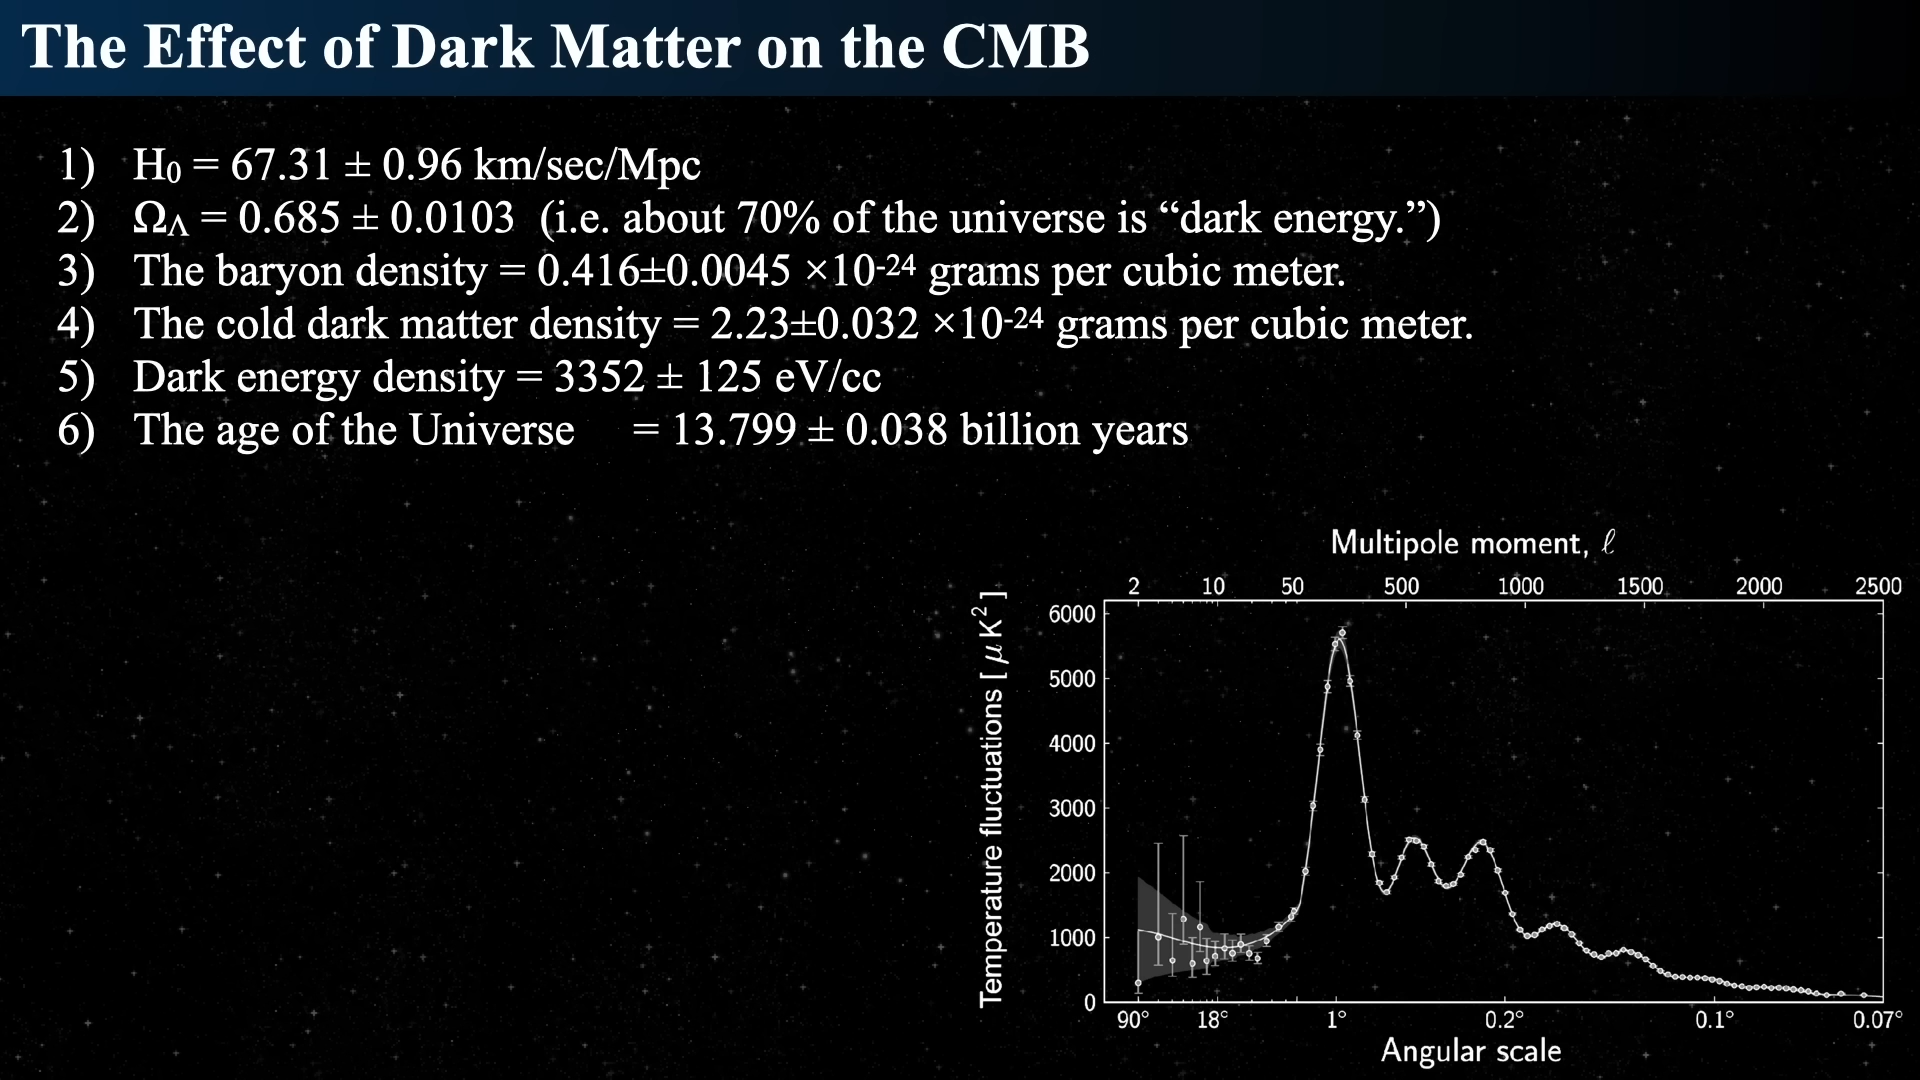 The Effect of Dark Matter on the CMB
1) H₀ = 67.31 ± 0.96 km/sec/Mpc
2) Ω_Λ = 0.685 ± 0.0103 (i.e. about 70% of the universe is “dark energy.”)
3) The baryon density = 0.416±0.0045 ×10⁻²⁴ grams per cubic meter.
4) The cold dark matter density = 2.23±0.032 ×10⁻²⁴ grams per cubic meter.
5) Dark energy density = 3352 ± 125 eV/cc
6) The age of the Universe = 13.799 ± 0.038 billion years
Multipole moment, ℓ
2 10 50 500 1000 1500 2000 2500
Temperature fluctuations [ μK² ]
6000
5000
4000
3000
2000
1000
0
90° 18° 1° 0.2° 0.1° 0.07°
Angular scale